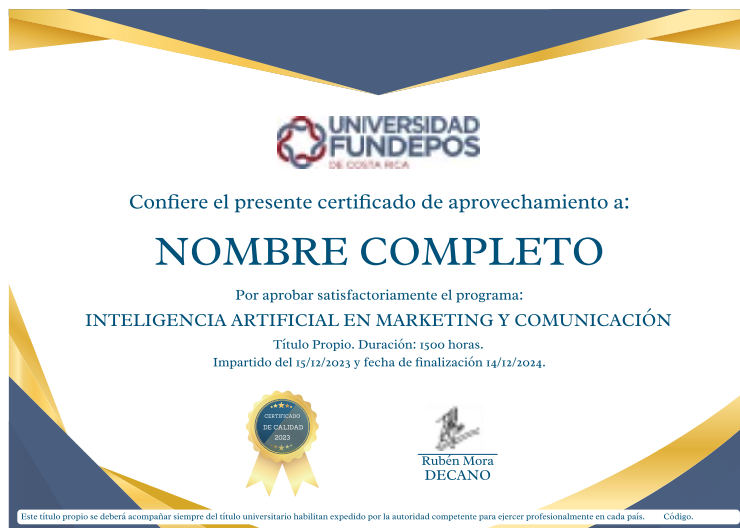 UNIVERSIDAD
FUNDEPOS
DE COSTA RICA
Confiere el presente certificado de aprovechamiento a:
NOMBRE COMPLETO
Por aprobar satisfactoriamente el programa:
INTELIGENCIA ARTIFICIAL EN MARKETING Y COMUNICACIÓN
Título Propio. Duración: 1500 horas.
Impartido del 15/12/2023 y fecha de finalización 14/12/2024.
CERTIFICADO
DE CALIDAD
2023
Rubén Mora
DECANO
Este título propio se deberá acompañar siempre del título universitario habilitan expedido por la autoridad competente para ejercer profesionalmente en cada país. Código.